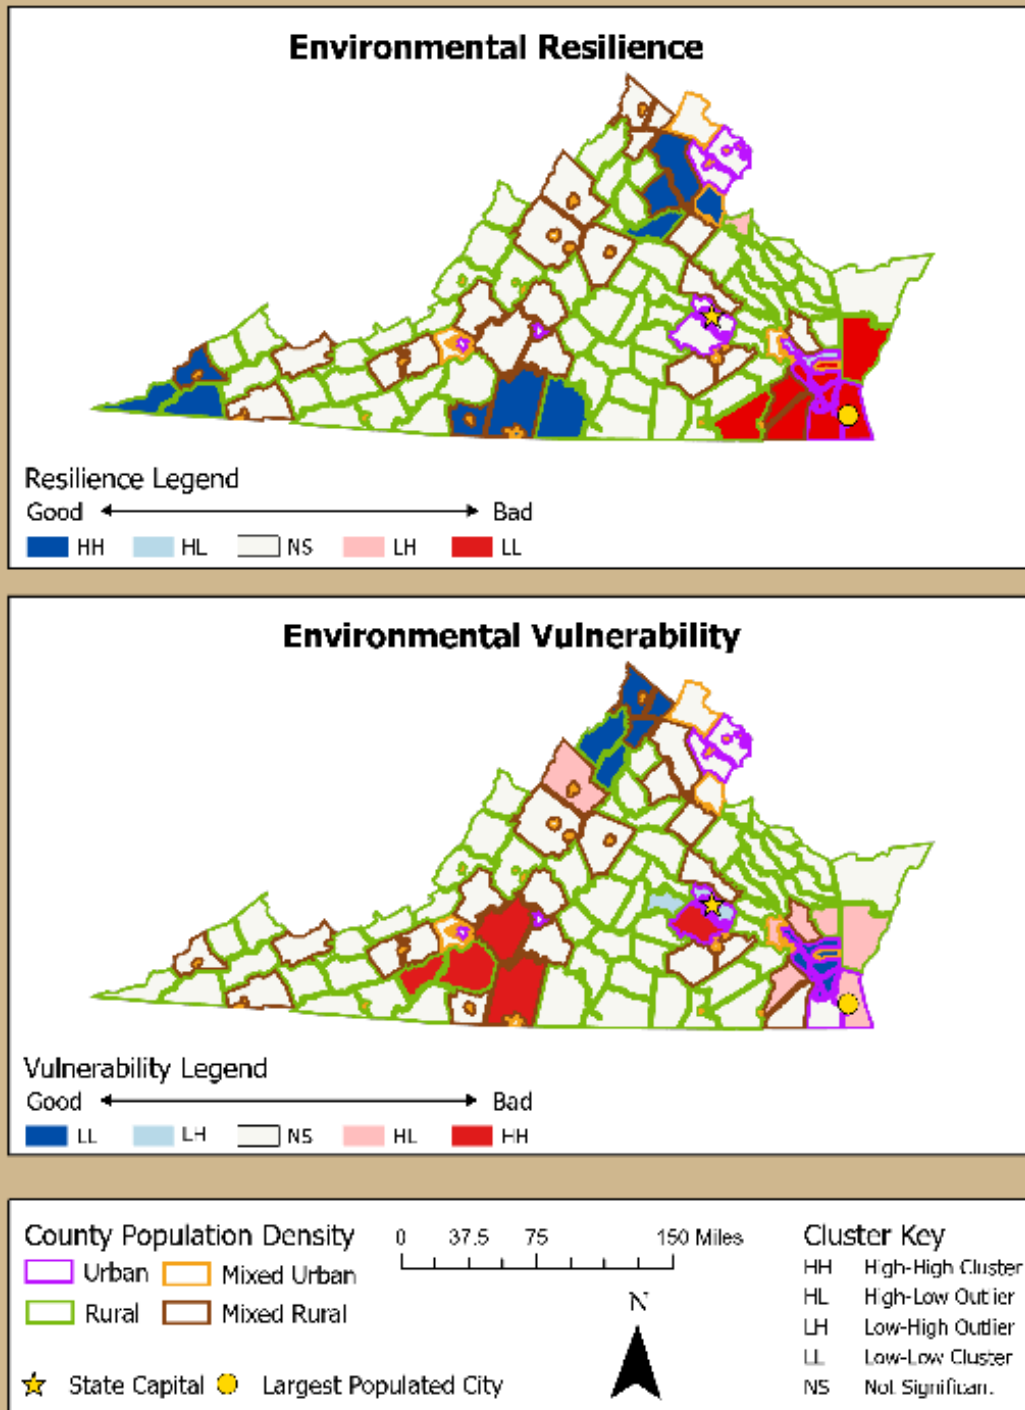 Environmental Resilience
Resilience Legend
Good Bad
HH HL NS LH LL
Environmental Vulnerability
Vulnerability Legend
Good Bad
LL LH NS HL HH
County Population Density
Urban Mixed Urban
Rural Mixed Rural
State Capital Largest Populated City
0 37.5 75 150 Miles
N
Cluster Key
HH High-High Cluster
HL High-Low Outlier
LH Low-High Outlier
LL Low-Low Cluster
NS Not Significan.